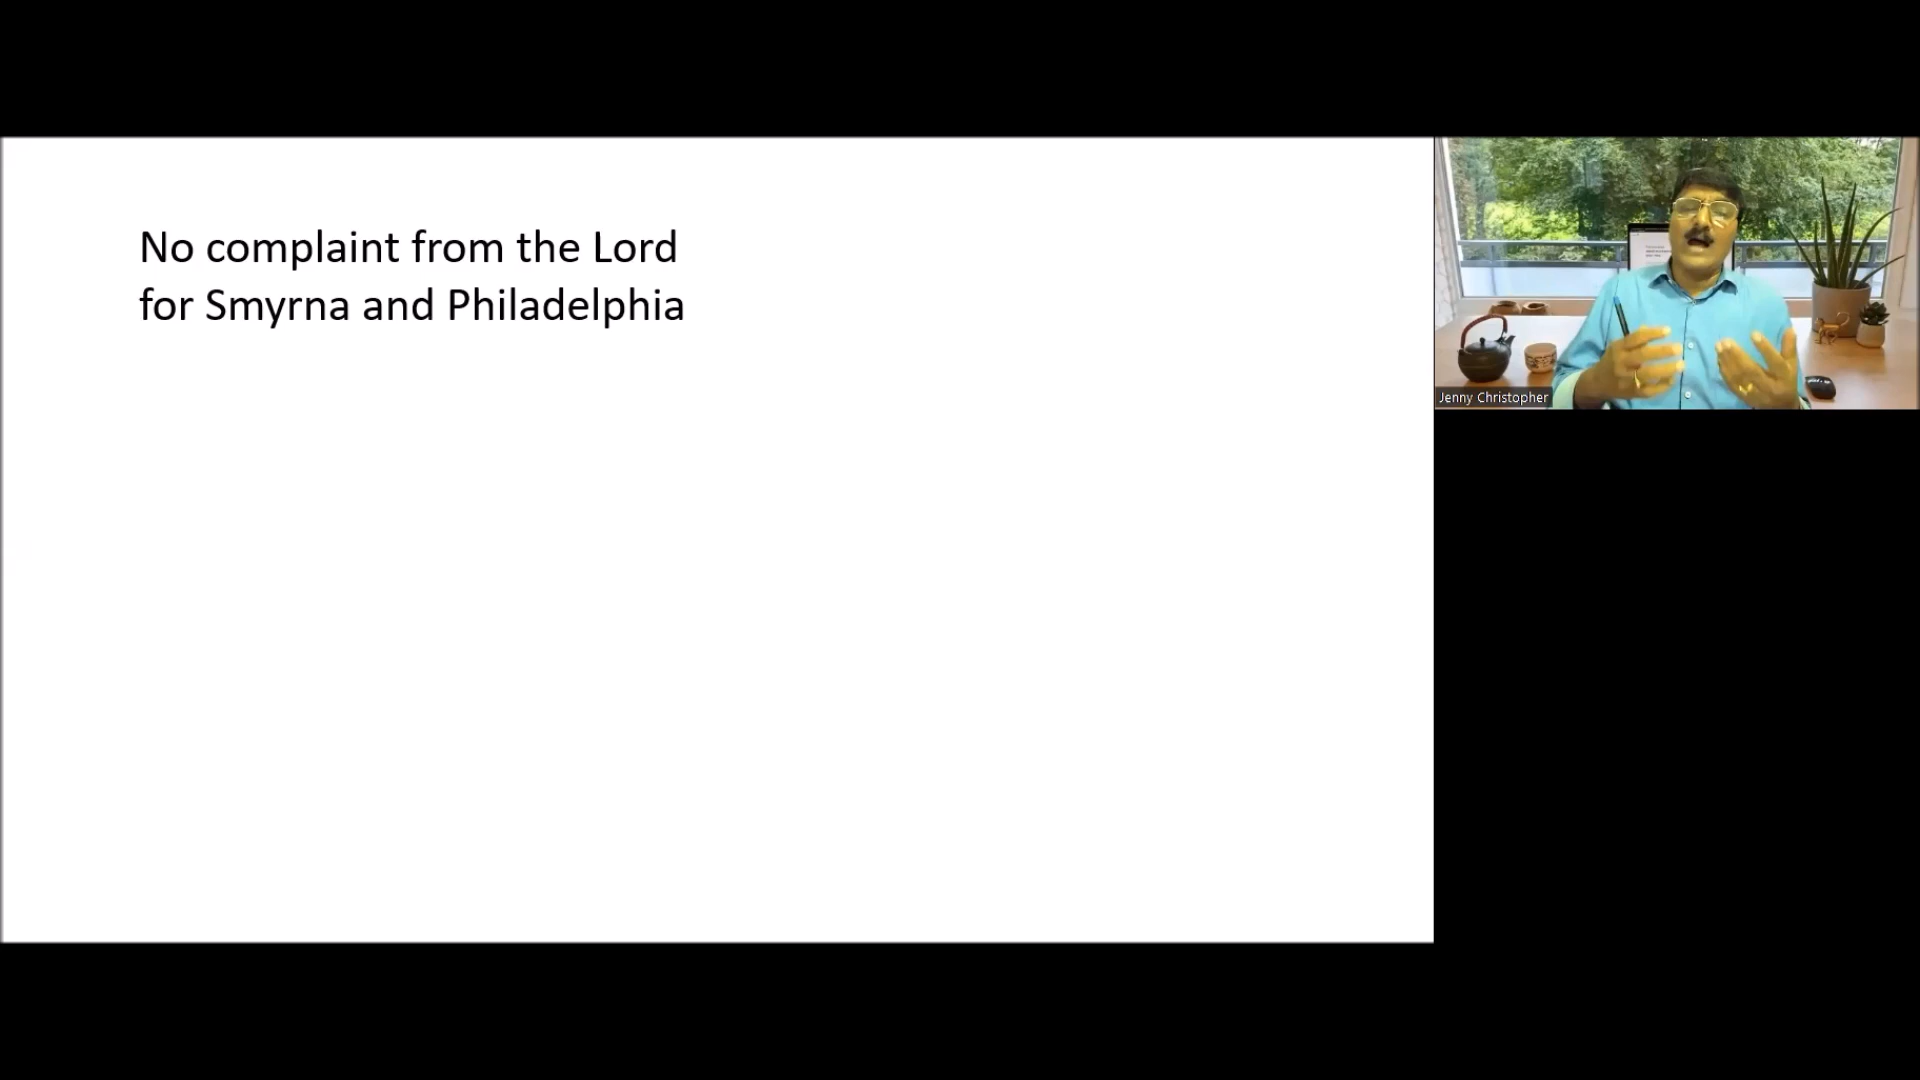 No complaint from the Lord
for Smyrna and Philadelphia
Jenny Christopher